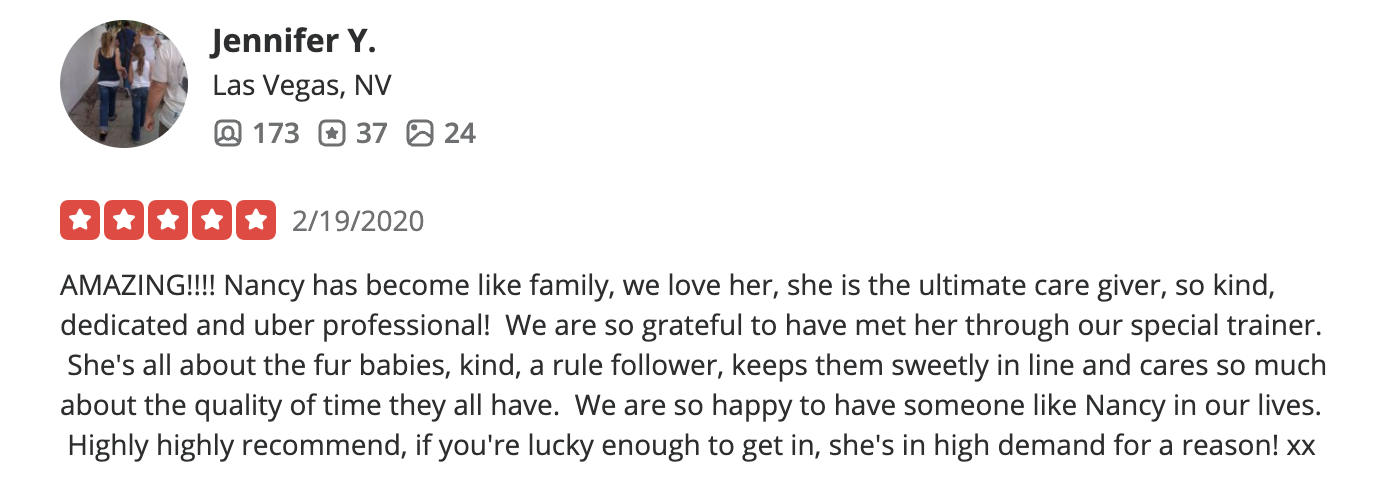 Jennifer Y.
Las Vegas, NV
173 37 24
2/19/2020
AMAZING!!!! Nancy has become like family, we love her, she is the ultimate care giver, so kind,
dedicated and uber professional!  We are so grateful to have met her through our special trainer.
She's all about the fur babies, kind, a rule follower, keeps them sweetly in line and cares so much
about the quality of time they all have.  We are so happy to have someone like Nancy in our lives.
Highly highly recommend, if you're lucky enough to get in, she's in high demand for a reason! xx